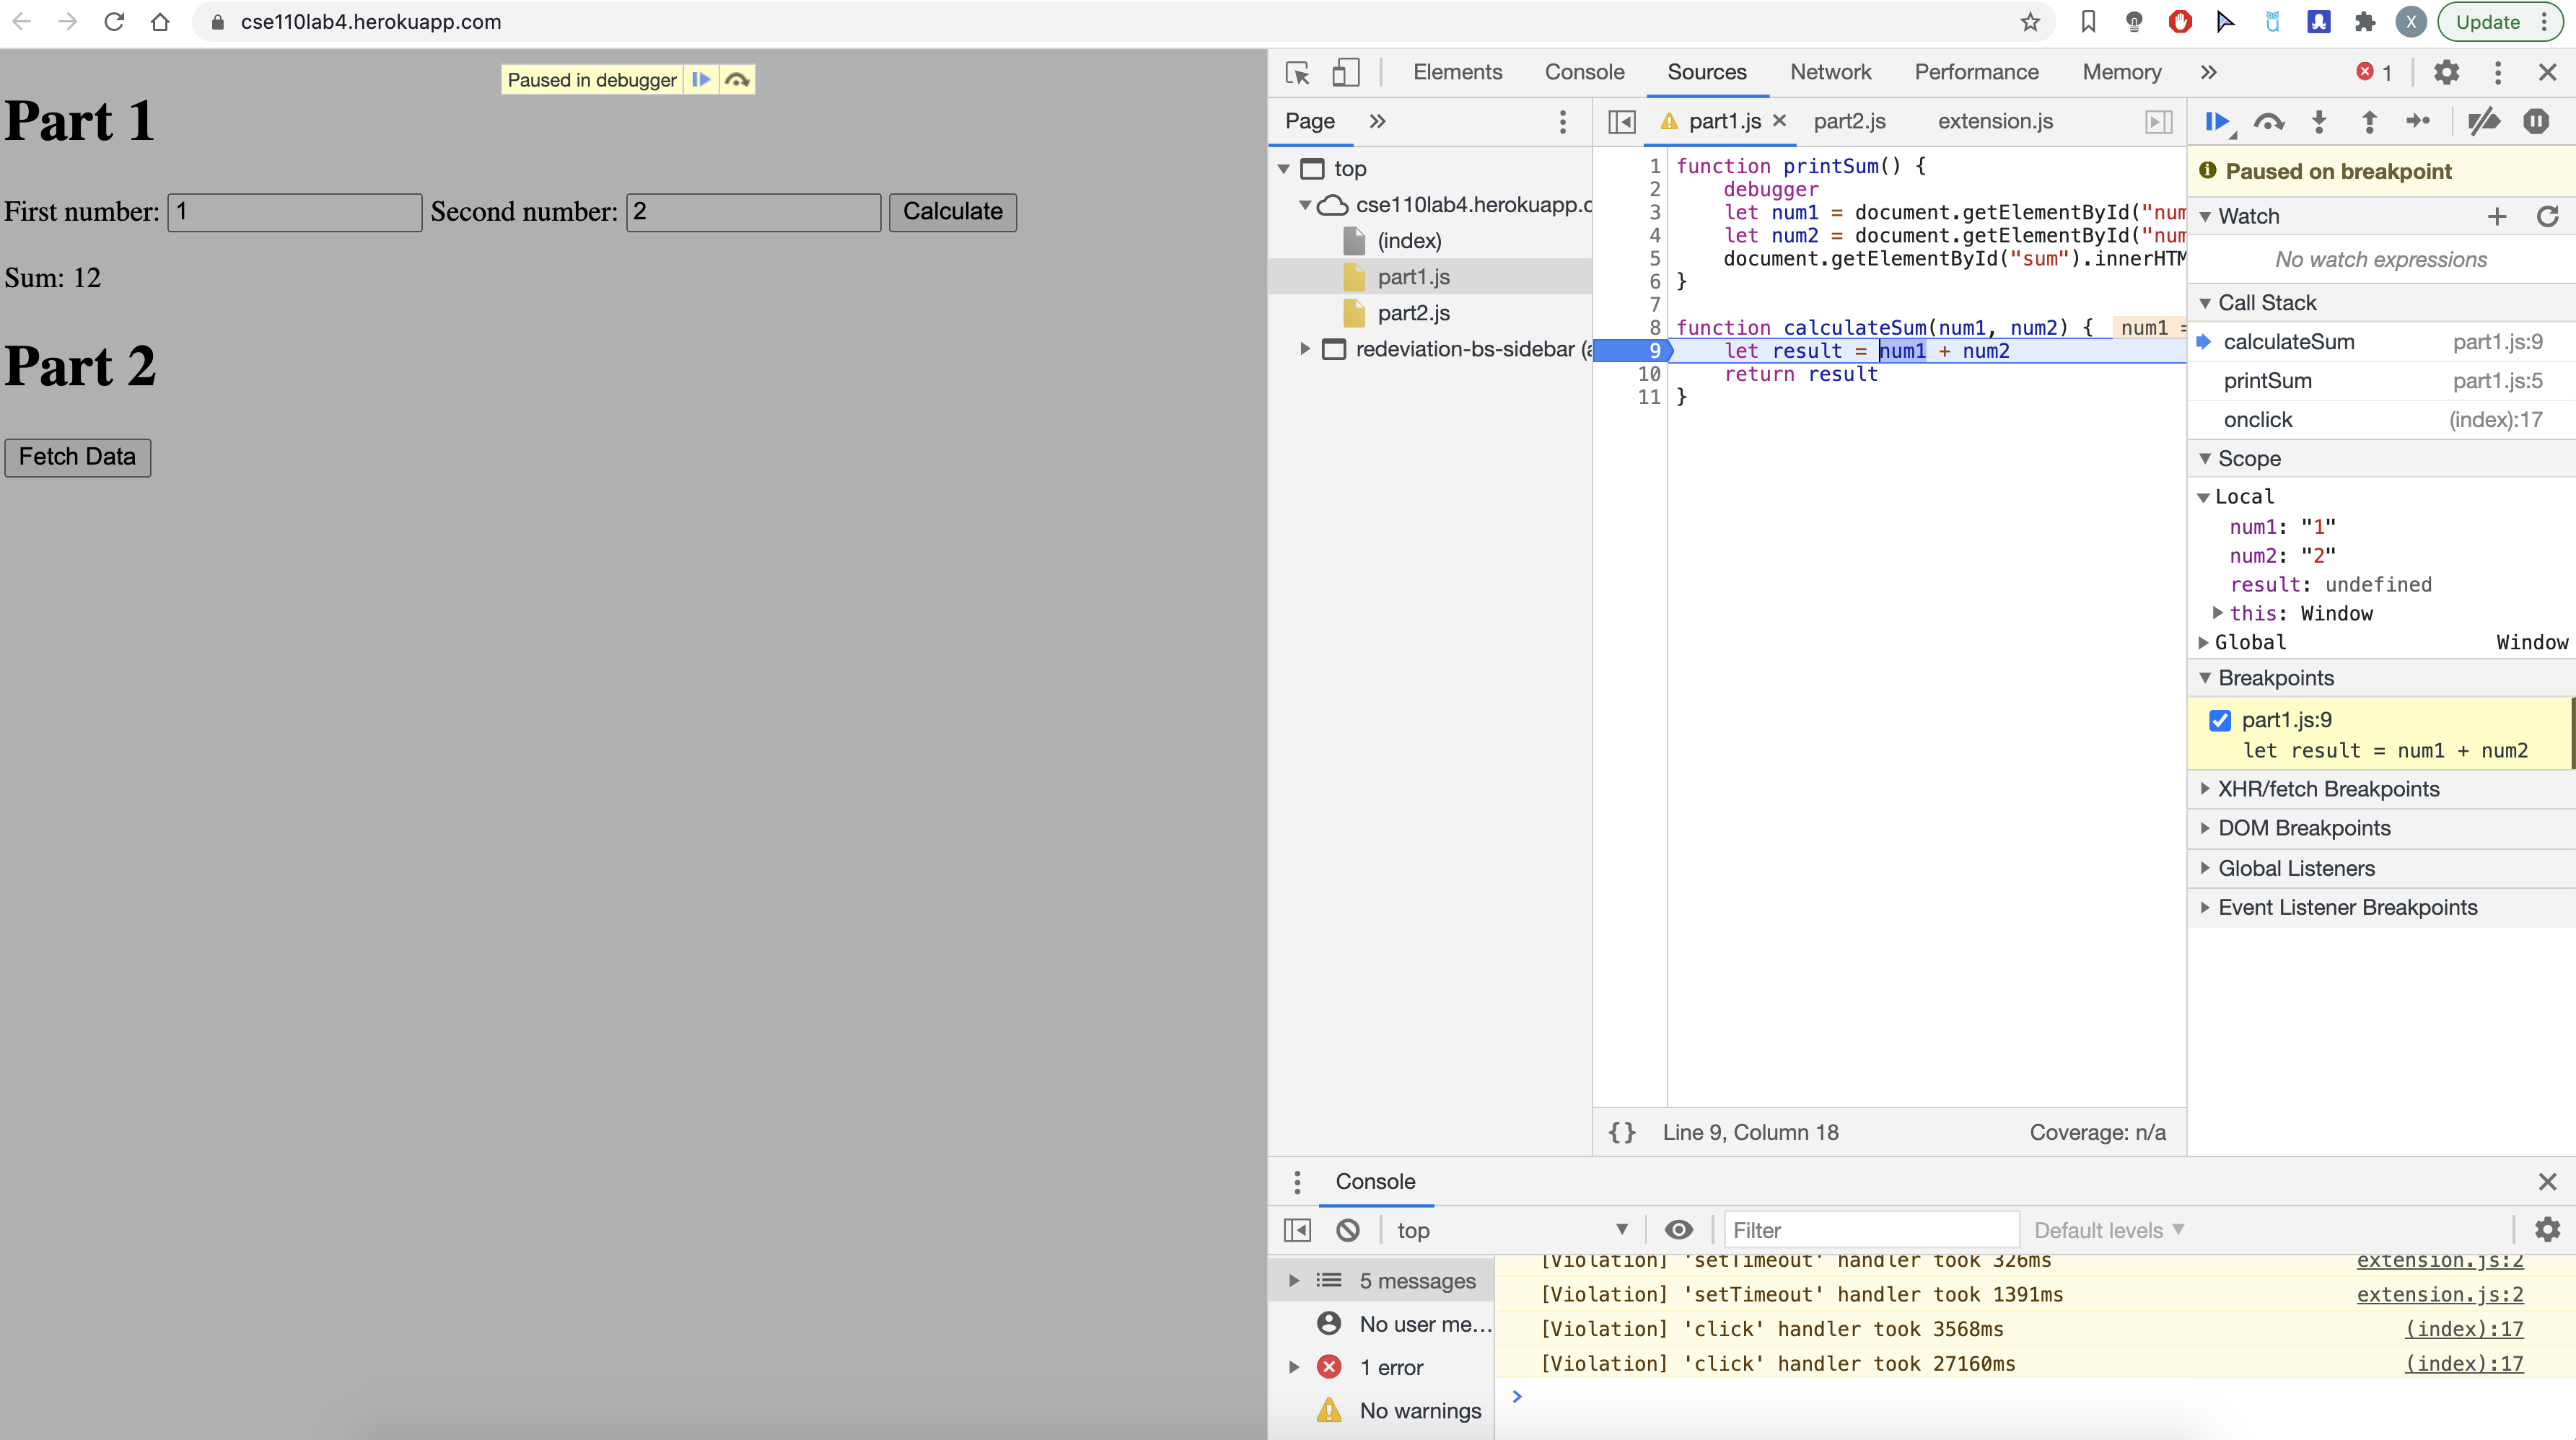 cse110lab4.herokuapp.com
X
Update
Paused in debugger
Part 1
First number: 1 Second number: 2 Calculate
Sum: 12
Part 2
Fetch Data
Elements Console Sources Network Performance Memory
1
Page
top
cse110lab4.herokuapp.c
(index)
part1.js
part2.js
redeviation-bs-sidebar (a
part1.js part2.js extension.js
1 function printSum() {
2 debugger
3 let num1 = document.getElementById("num
4 let num2 = document.getElementById("num
5 document.getElementById("sum").innerHTM
6 }
7
8 function calculateSum(num1, num2) { num1 =
9 let result = num1 + num2
10 return result
11 }
{} Line 9, Column 18 Coverage: n/a
Paused on breakpoint
Watch
No watch expressions
Call Stack
calculateSum part1.js:9
printSum part1.js:5
onclick (index):17
Scope
Local
num1: "1"
num2: "2"
result: undefined
this: Window
Global Window
Breakpoints
part1.js:9
let result = num1 + num2
XHR/fetch Breakpoints
DOM Breakpoints
Global Listeners
Event Listener Breakpoints
Console
top Filter Default levels
5 messages
No user me...
1 error
No warnings
[Violation] 'setTimeout' handler took 326ms extension.js:2
[Violation] 'setTimeout' handler took 1391ms extension.js:2
[Violation] 'click' handler took 3568ms (index):17
[Violation] 'click' handler took 27160ms (index):17